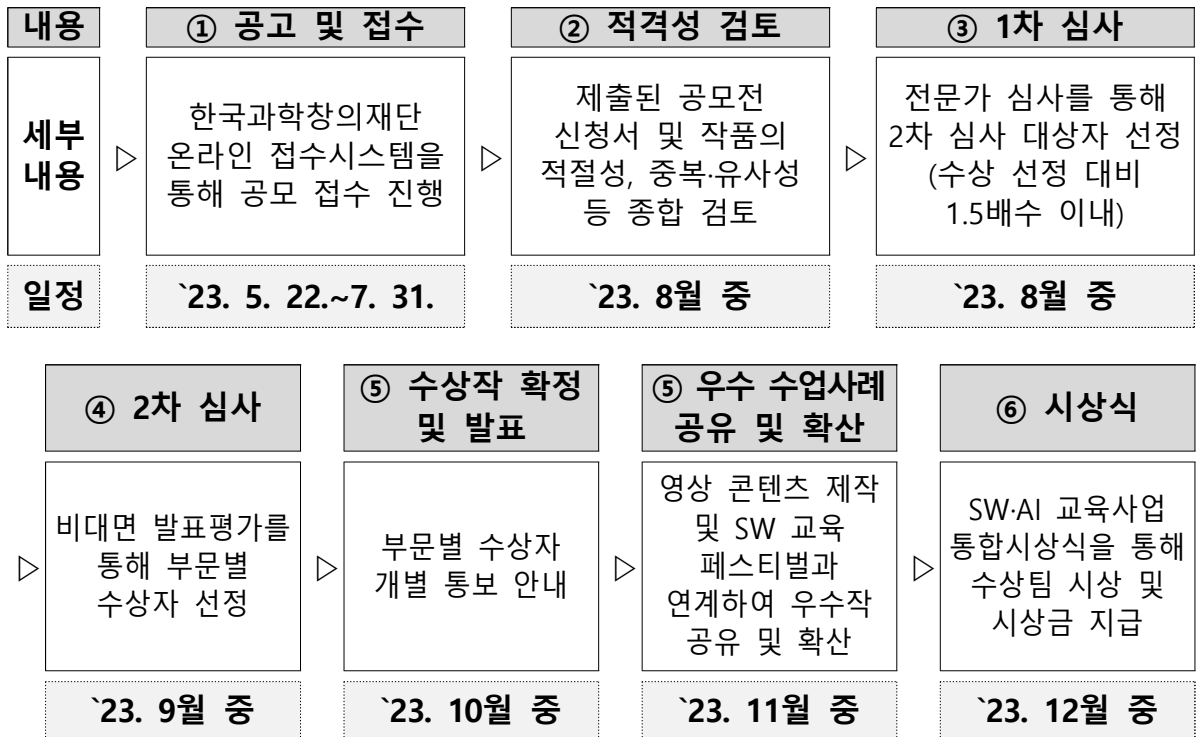 내용
① 공고 및 접수
② 적격성 검토
③ 1차 심사
세부
내용
▷
한국과학창의재단
온라인 접수시스템을
통해 공모 접수 진행
▷
제출된 공모전
신청서 및 작품의
적절성, 중복·유사성
등 종합 검토
▷
전문가 심사를 통해
2차 심사 대상자 선정
(수상 선정 대비
1.5배수 이내)
일정
`23. 5. 22.~7. 31.
`23. 8월 중
`23. 8월 중
④ 2차 심사
⑤ 수상작 확정
및 발표
⑤ 우수 수업사례
공유 및 확산
⑥ 시상식
▷
비대면 발표평가를
통해 부문별
수상자 선정
▷
부문별 수상자
개별 통보 안내
▷
영상 콘텐츠 제작
및 SW 교육
페스티벌과
연계하여 우수작
공유 및 확산
▷
SW·AI 교육사업
통합시상식을 통해
수상팀 시상 및
시상금 지급
`23. 9월 중
`23. 10월 중
`23. 11월 중
`23. 12월 중